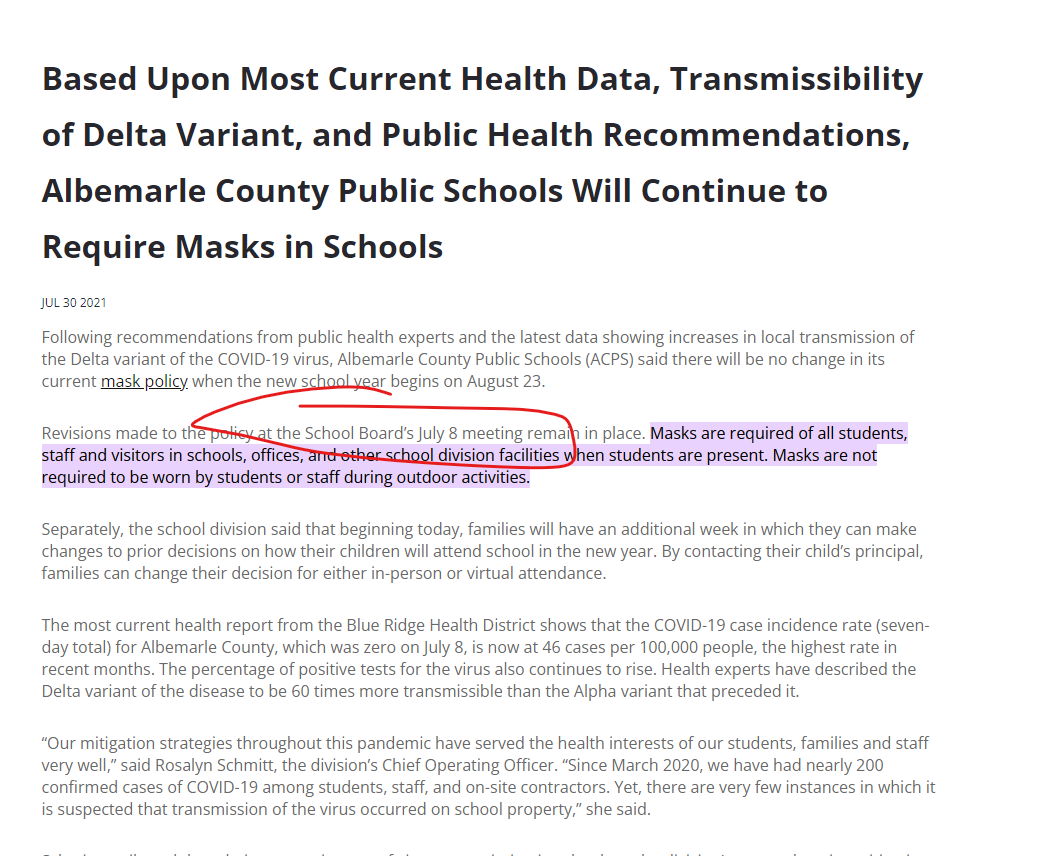 Based Upon Most Current Health Data, Transmissibility
of Delta Variant, and Public Health Recommendations,
Albemarle County Public Schools Will Continue to
Require Masks in Schools
JUL 30 2021
Following recommendations from public health experts and the latest data showing increases in local transmission of
the Delta variant of the COVID-19 virus, Albemarle County Public Schools (ACPS) said there will be no change in its
current mask policy when the new school year begins on August 23.
Revisions made to the policy at the School Board’s July 8 meeting remain in place. Masks are required of all students,
staff and visitors in schools, offices, and other school division facilities when students are present. Masks are not
required to be worn by students or staff during outdoor activities.
Separately, the school division said that beginning today, families will have an additional week in which they can make
changes to prior decisions on how their children will attend school in the new year. By contacting their child’s principal,
families can change their decision for either in-person or virtual attendance.
The most current health report from the Blue Ridge Health District shows that the COVID-19 case incidence rate (seven-
day total) for Albemarle County, which was zero on July 8, is now at 46 cases per 100,000 people, the highest rate in
recent months. The percentage of positive tests for the virus also continues to rise. Health experts have described the
Delta variant of the disease to be 60 times more transmissible than the Alpha variant that preceded it.
“Our mitigation strategies throughout this pandemic have served the health interests of our students, families and staff
very well,” said Rosalyn Schmitt, the division’s Chief Operating Officer. “Since March 2020, we have had nearly 200
confirmed cases of COVID-19 among students, staff, and on-site contractors. Yet, there are very few instances in which it
is suspected that transmission of the virus occurred on school property,” she said.